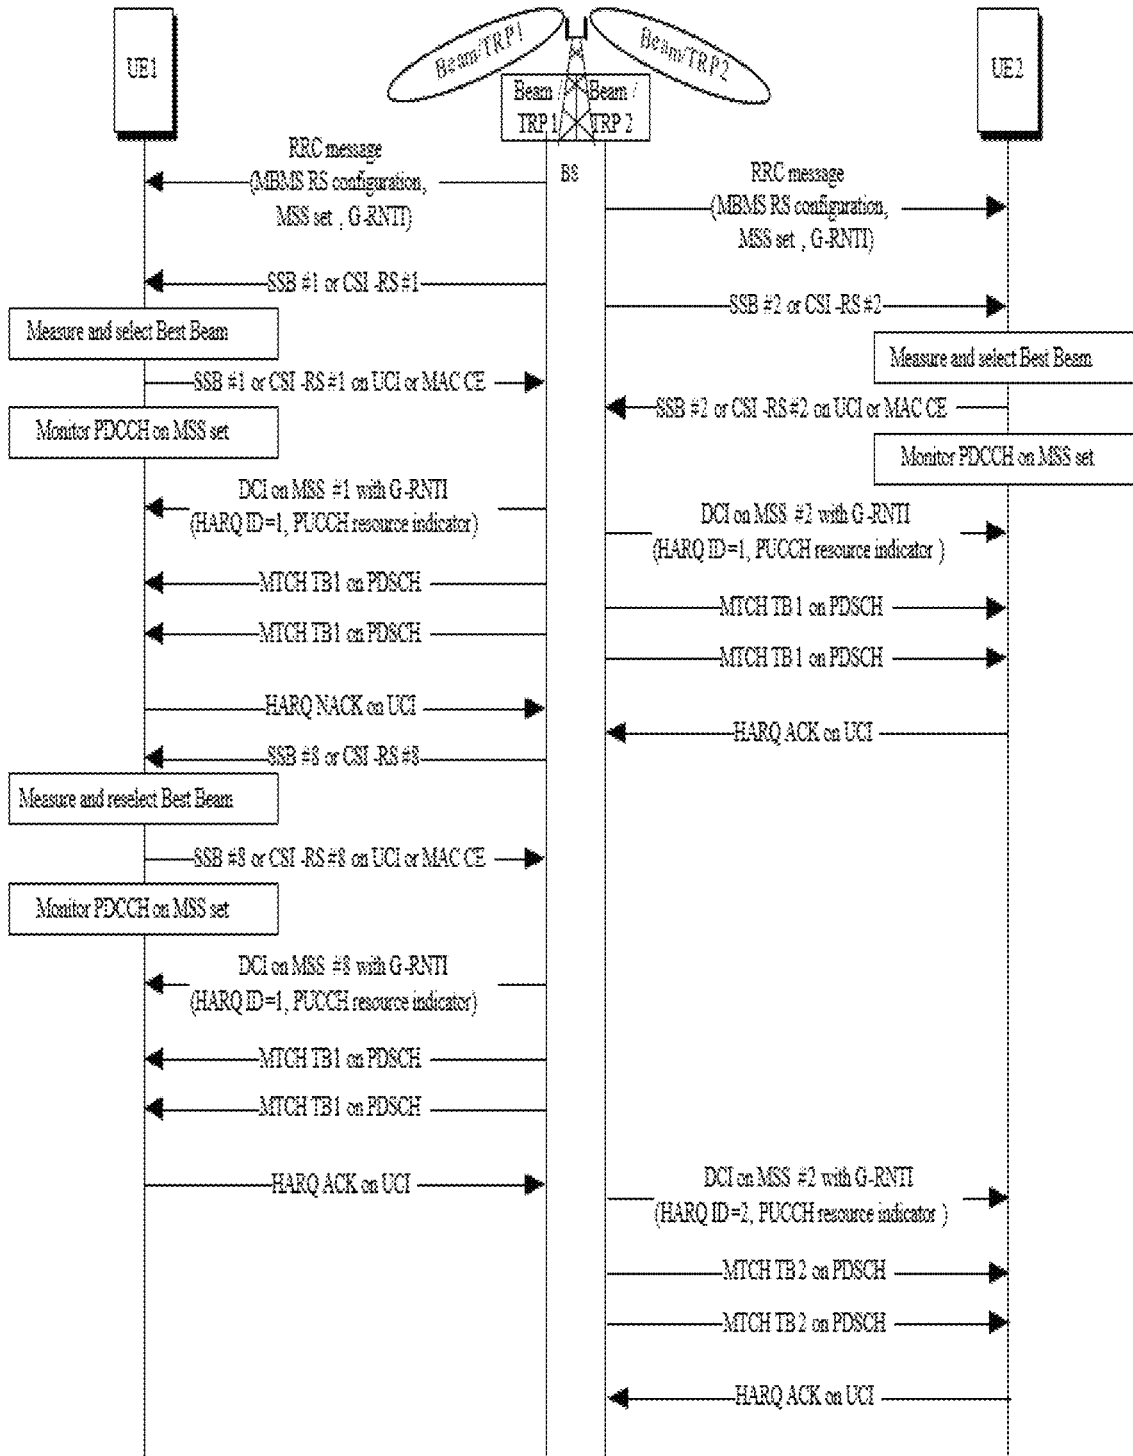 UE1
Beam/TRP1
Beam/TRP2
UE2
Beam / TRP 1
Beam / TRP 2
BS
RRC message
(MBMS RS configuration,
MSS set , G-RNTI)
RRC message
(MBMS RS configuration,
MSS set , G-RNTI)
SSB #1 or CSI -RS #1
SSB #2 or CSI -RS #2
Measure and select Best Beam
Measure and select Best Beam
SSB #1 or CSI -RS #1 on UCI or MAC CE
SSB #2 or CSI -RS #2 on UCI or MAC CE
Monitor PDCCH on MSS set
Monitor PDCCH on MSS set
DCI on MSS #1 with G-RNTI
(HARQ ID=1, PUCCH resource indicator)
DCI on MSS #2 with G-RNTI
(HARQ ID=1, PUCCH resource indicator )
MTCH TB1 on PDSCH
MTCH TB1 on PDSCH
MTCH TB1 on PDSCH
MTCH TB1 on PDSCH
HARQ NACK on UCI
HARQ ACK on UCI
SSB #8 or CSI -RS #8
Measure and reselect Best Beam
SSB #8 or CSI -RS #8 on UCI or MAC CE
Monitor PDCCH on MSS set
DCI on MSS #8 with G-RNTI
(HARQ ID=1, PUCCH resource indicator)
MTCH TB1 on PDSCH
MTCH TB1 on PDSCH
HARQ ACK on UCI
DCI on MSS #2 with G-RNTI
(HARQ ID=2, PUCCH resource indicator )
MTCH TB2 on PDSCH
MTCH TB2 on PDSCH
HARQ ACK on UCI